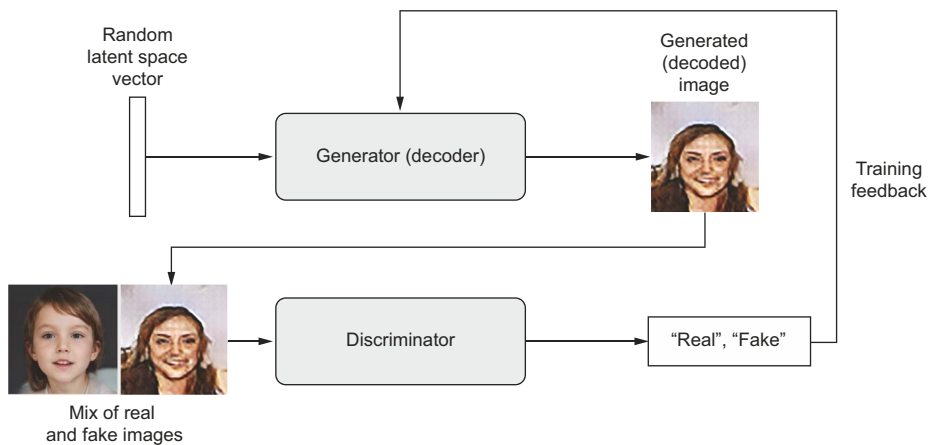 Random
latent space
vector
Generator (decoder)
Generated
(decoded)
image
Training
feedback
Discriminator
“Real”, “Fake”
Mix of real
and fake images